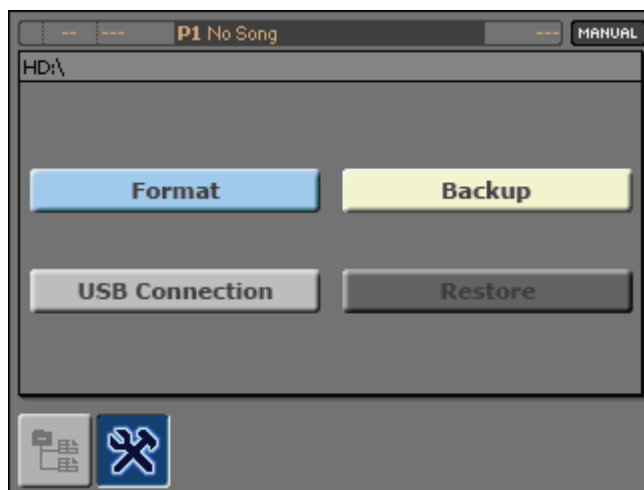 -- --- P1 No Song --- MANUAL
HD:\
Format Backup
USB Connection Restore